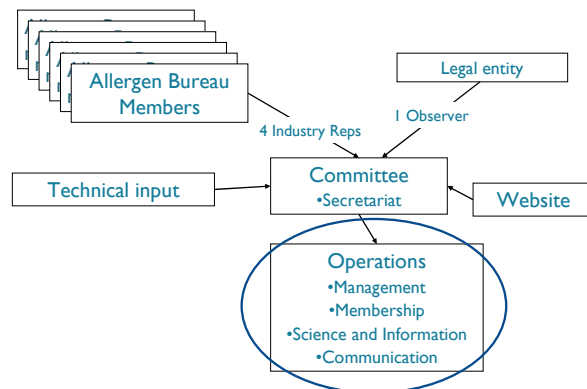 Allergen Bureau
Members
Legal entity
4 Industry Reps
1 Observer
Technical input
Committee
•Secretariat
Website
Operations
•Management
•Membership
•Science and Information
•Communication